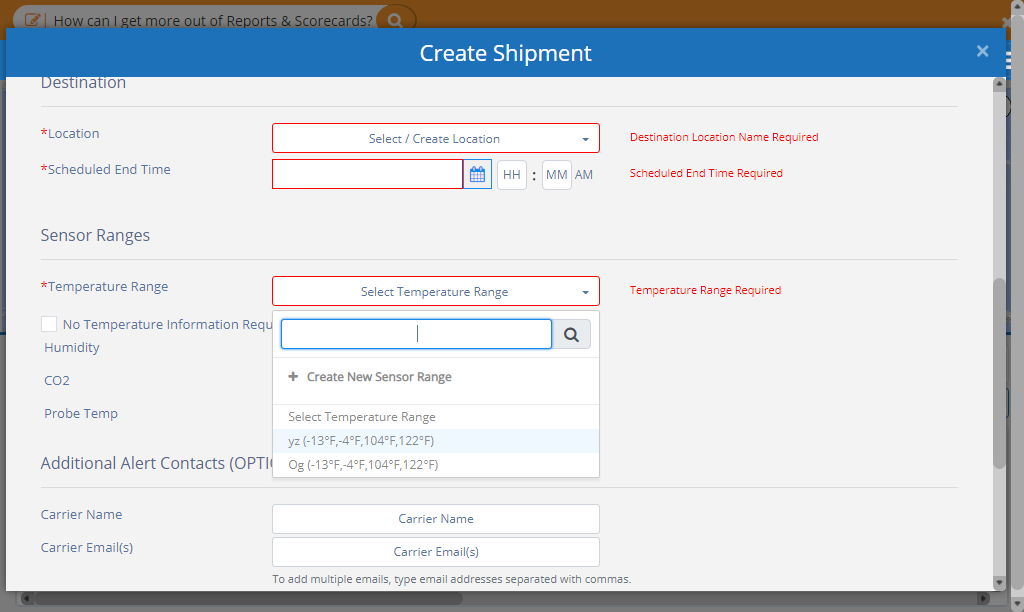 How can I get more out of Reports & Scorecards?
Create Shipment
Destination
*Location
Select / Create Location
Destination Location Name Required
*Scheduled End Time
HH : MM AM
Scheduled End Time Required
Sensor Ranges
*Temperature Range
Select Temperature Range
Temperature Range Required
No Temperature Information Requ
Humidity
Create New Sensor Range
CO2
Probe Temp
Select Temperature Range
yz (-13°F,-4°F,104°F,122°F)
Og (-13°F,-4°F,104°F,122°F)
Additional Alert Contacts (OPTIO
Carrier Name
Carrier Name
Carrier Email(s)
Carrier Email(s)
To add multiple emails, type email addresses separated with commas.